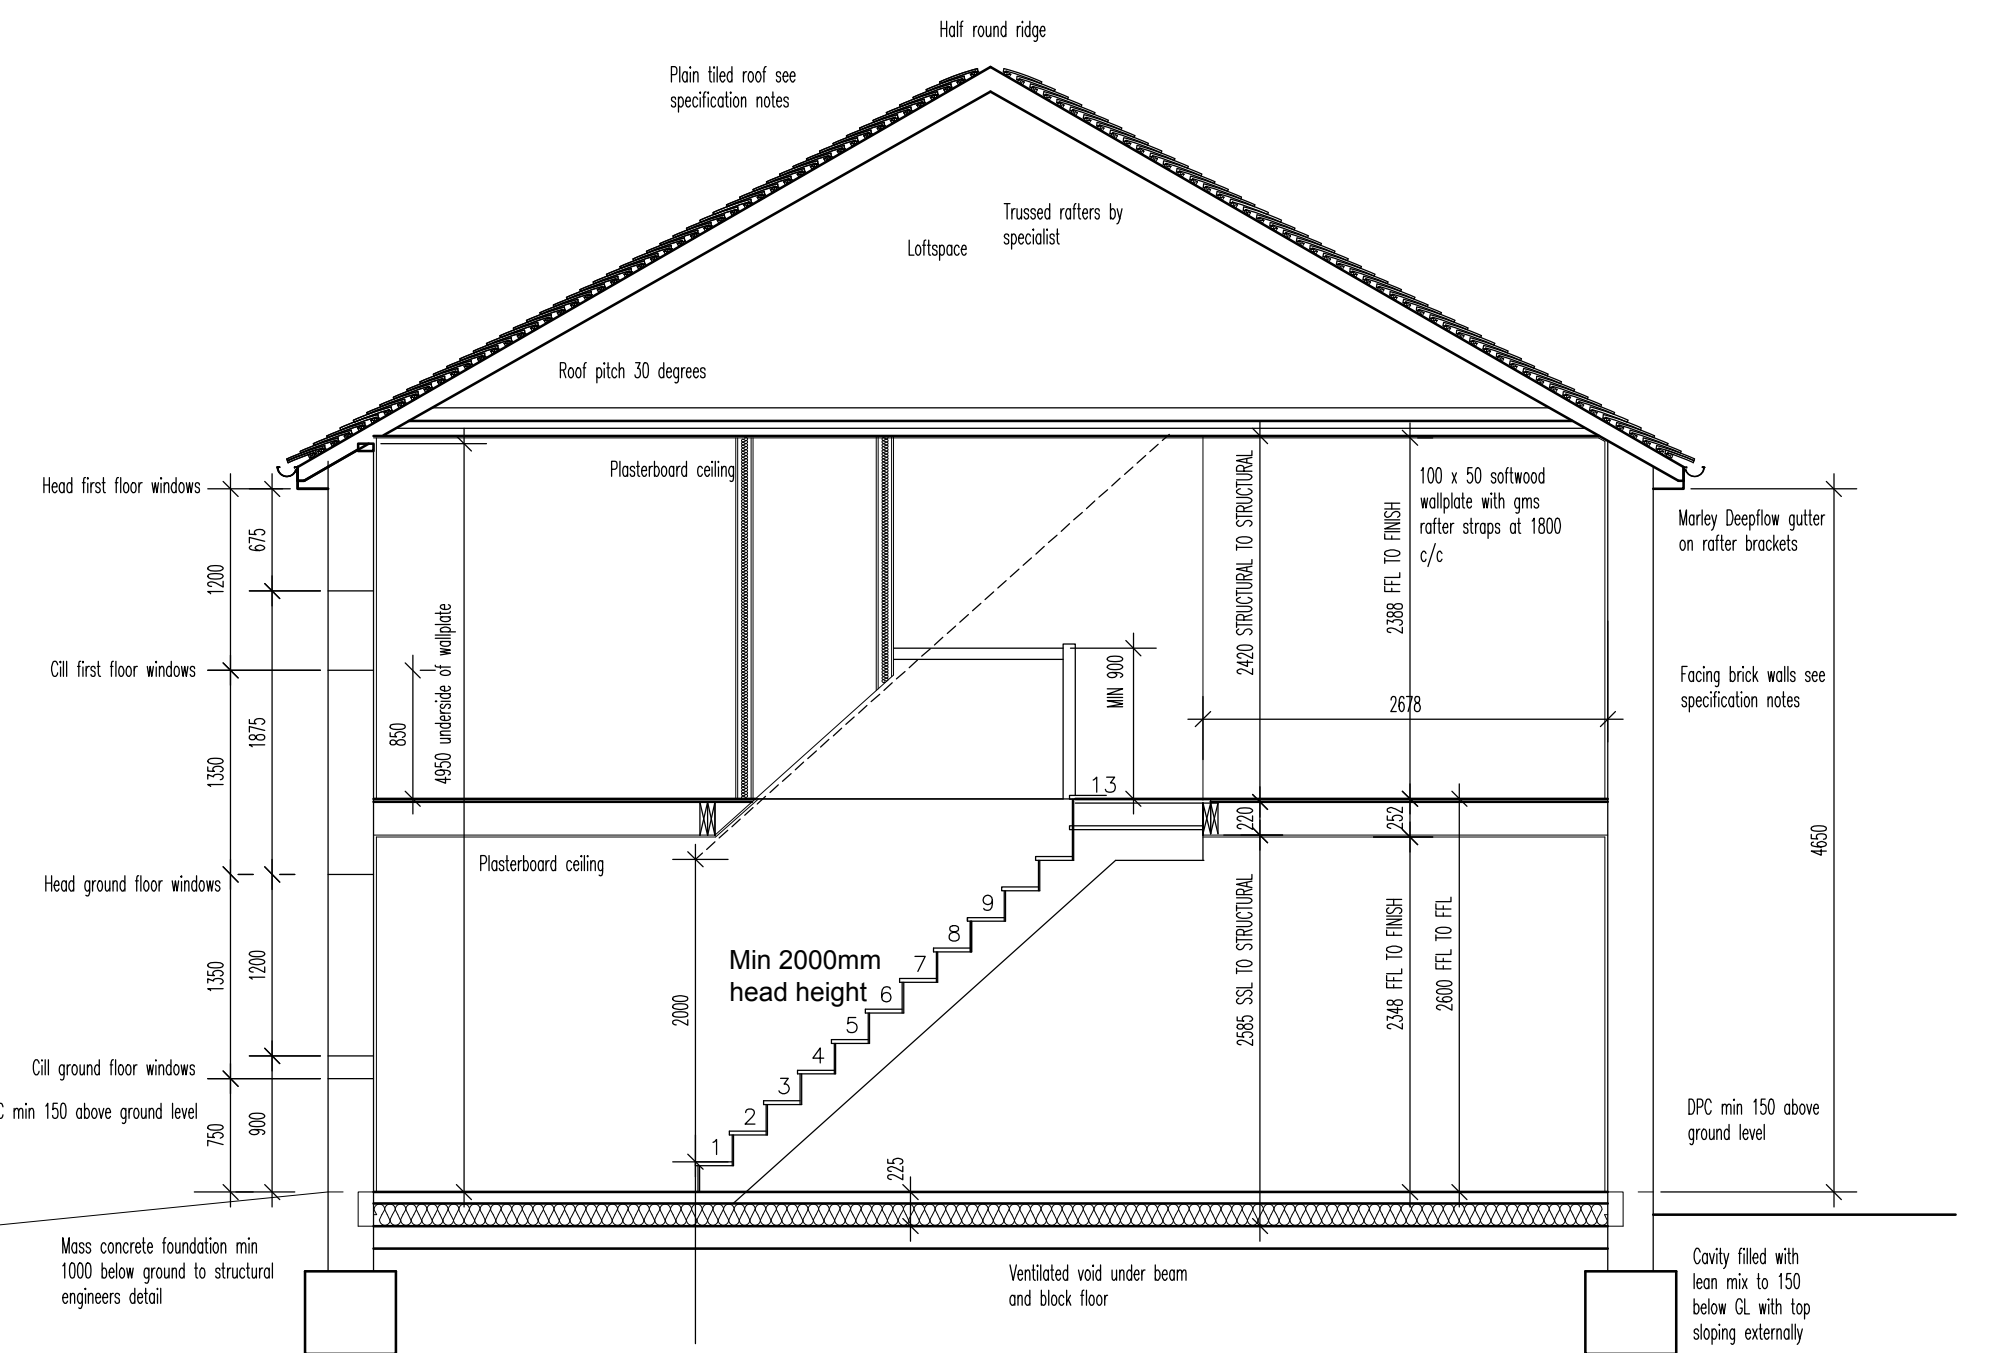 Half round ridge
Plain tiled roof see
specification notes
Trussed rafters by
specialist
Loftspace
Roof pitch 30 degrees
Plasterboard ceiling
Head first floor windows
675
1200
Cill first floor windows
850
4950 underside of wallplate
1875
1350
2420 STRUCTURAL TO STRUCTURAL
2388 FFL TO FINISH
100 x 50 softwood
wallplate with gms
rafter straps at 1800
c/c
Marley Deepflow gutter
on rafter brackets
Facing brick walls see
specification notes
MIN 900
2678
13
220
252
4650
Plasterboard ceiling
Head ground floor windows
1350
1200
Cill ground floor windows
C min 150 above ground level
750
900
2000
Min 2000mm
head height
9
8
7
6
5
4
3
2
1
225
2585 SSL TO STRUCTURAL
2348 FFL TO FINISH
2600 FFL TO FFL
DPC min 150 above
ground level
Mass concrete foundation min
1000 below ground to structural
engineers detail
Ventilated void under beam
and block floor
Cavity filled with
lean mix to 150
below GL with top
sloping externally